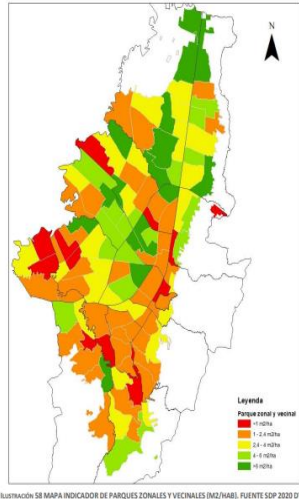 N
Leyenda
Parque zonal y vecinal
<1 m2/ha
1 - 2,4 m2/ha
2,4 - 4 m2/ha
4 - 6 m2/ha
>6 m2/ha
ILUSTRACIÓN 58 MAPA INDICADOR DE PARQUES ZONALES Y VECINALES (M2/HAB). FUENTE SDP 2020 D